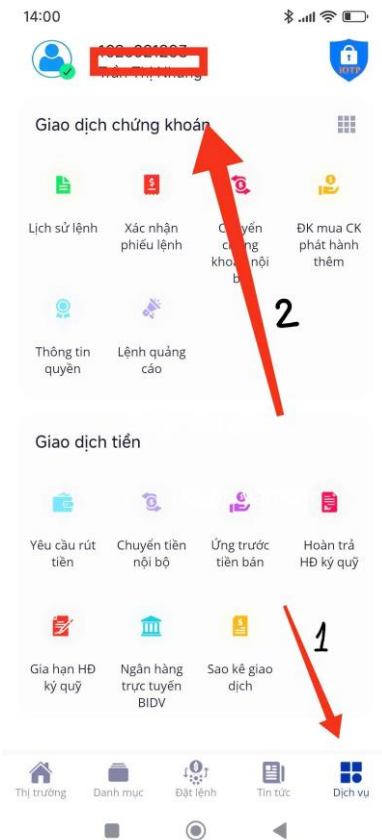 14:00
IOTP
Giao dịch chứng khoán
Lịch sử lệnh
Xác nhận
phiếu lệnh
ĐK mua CK
phát hành
thêm
Thông tin
quyền
Lệnh quảng
cáo
2
Giao dịch tiền
Yêu cầu rút
tiền
Chuyển tiền
nội bộ
Ứng trước
tiền bán
Hoàn trả
HĐ ký quỹ
Gia hạn HĐ
ký quỹ
Ngân hàng
trực tuyến
BIDV
Sao kê giao
dịch
1
Thị trường
Danh mục
Đặt lệnh
Tin tức
Dịch vụ